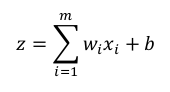 z = ∑_{i=1}^{m} w_i x_i + b